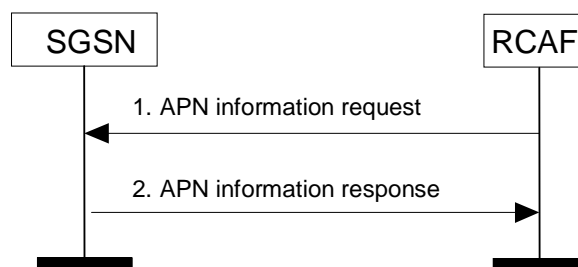 SGSN
RCAF
1. APN information request
2. APN information response